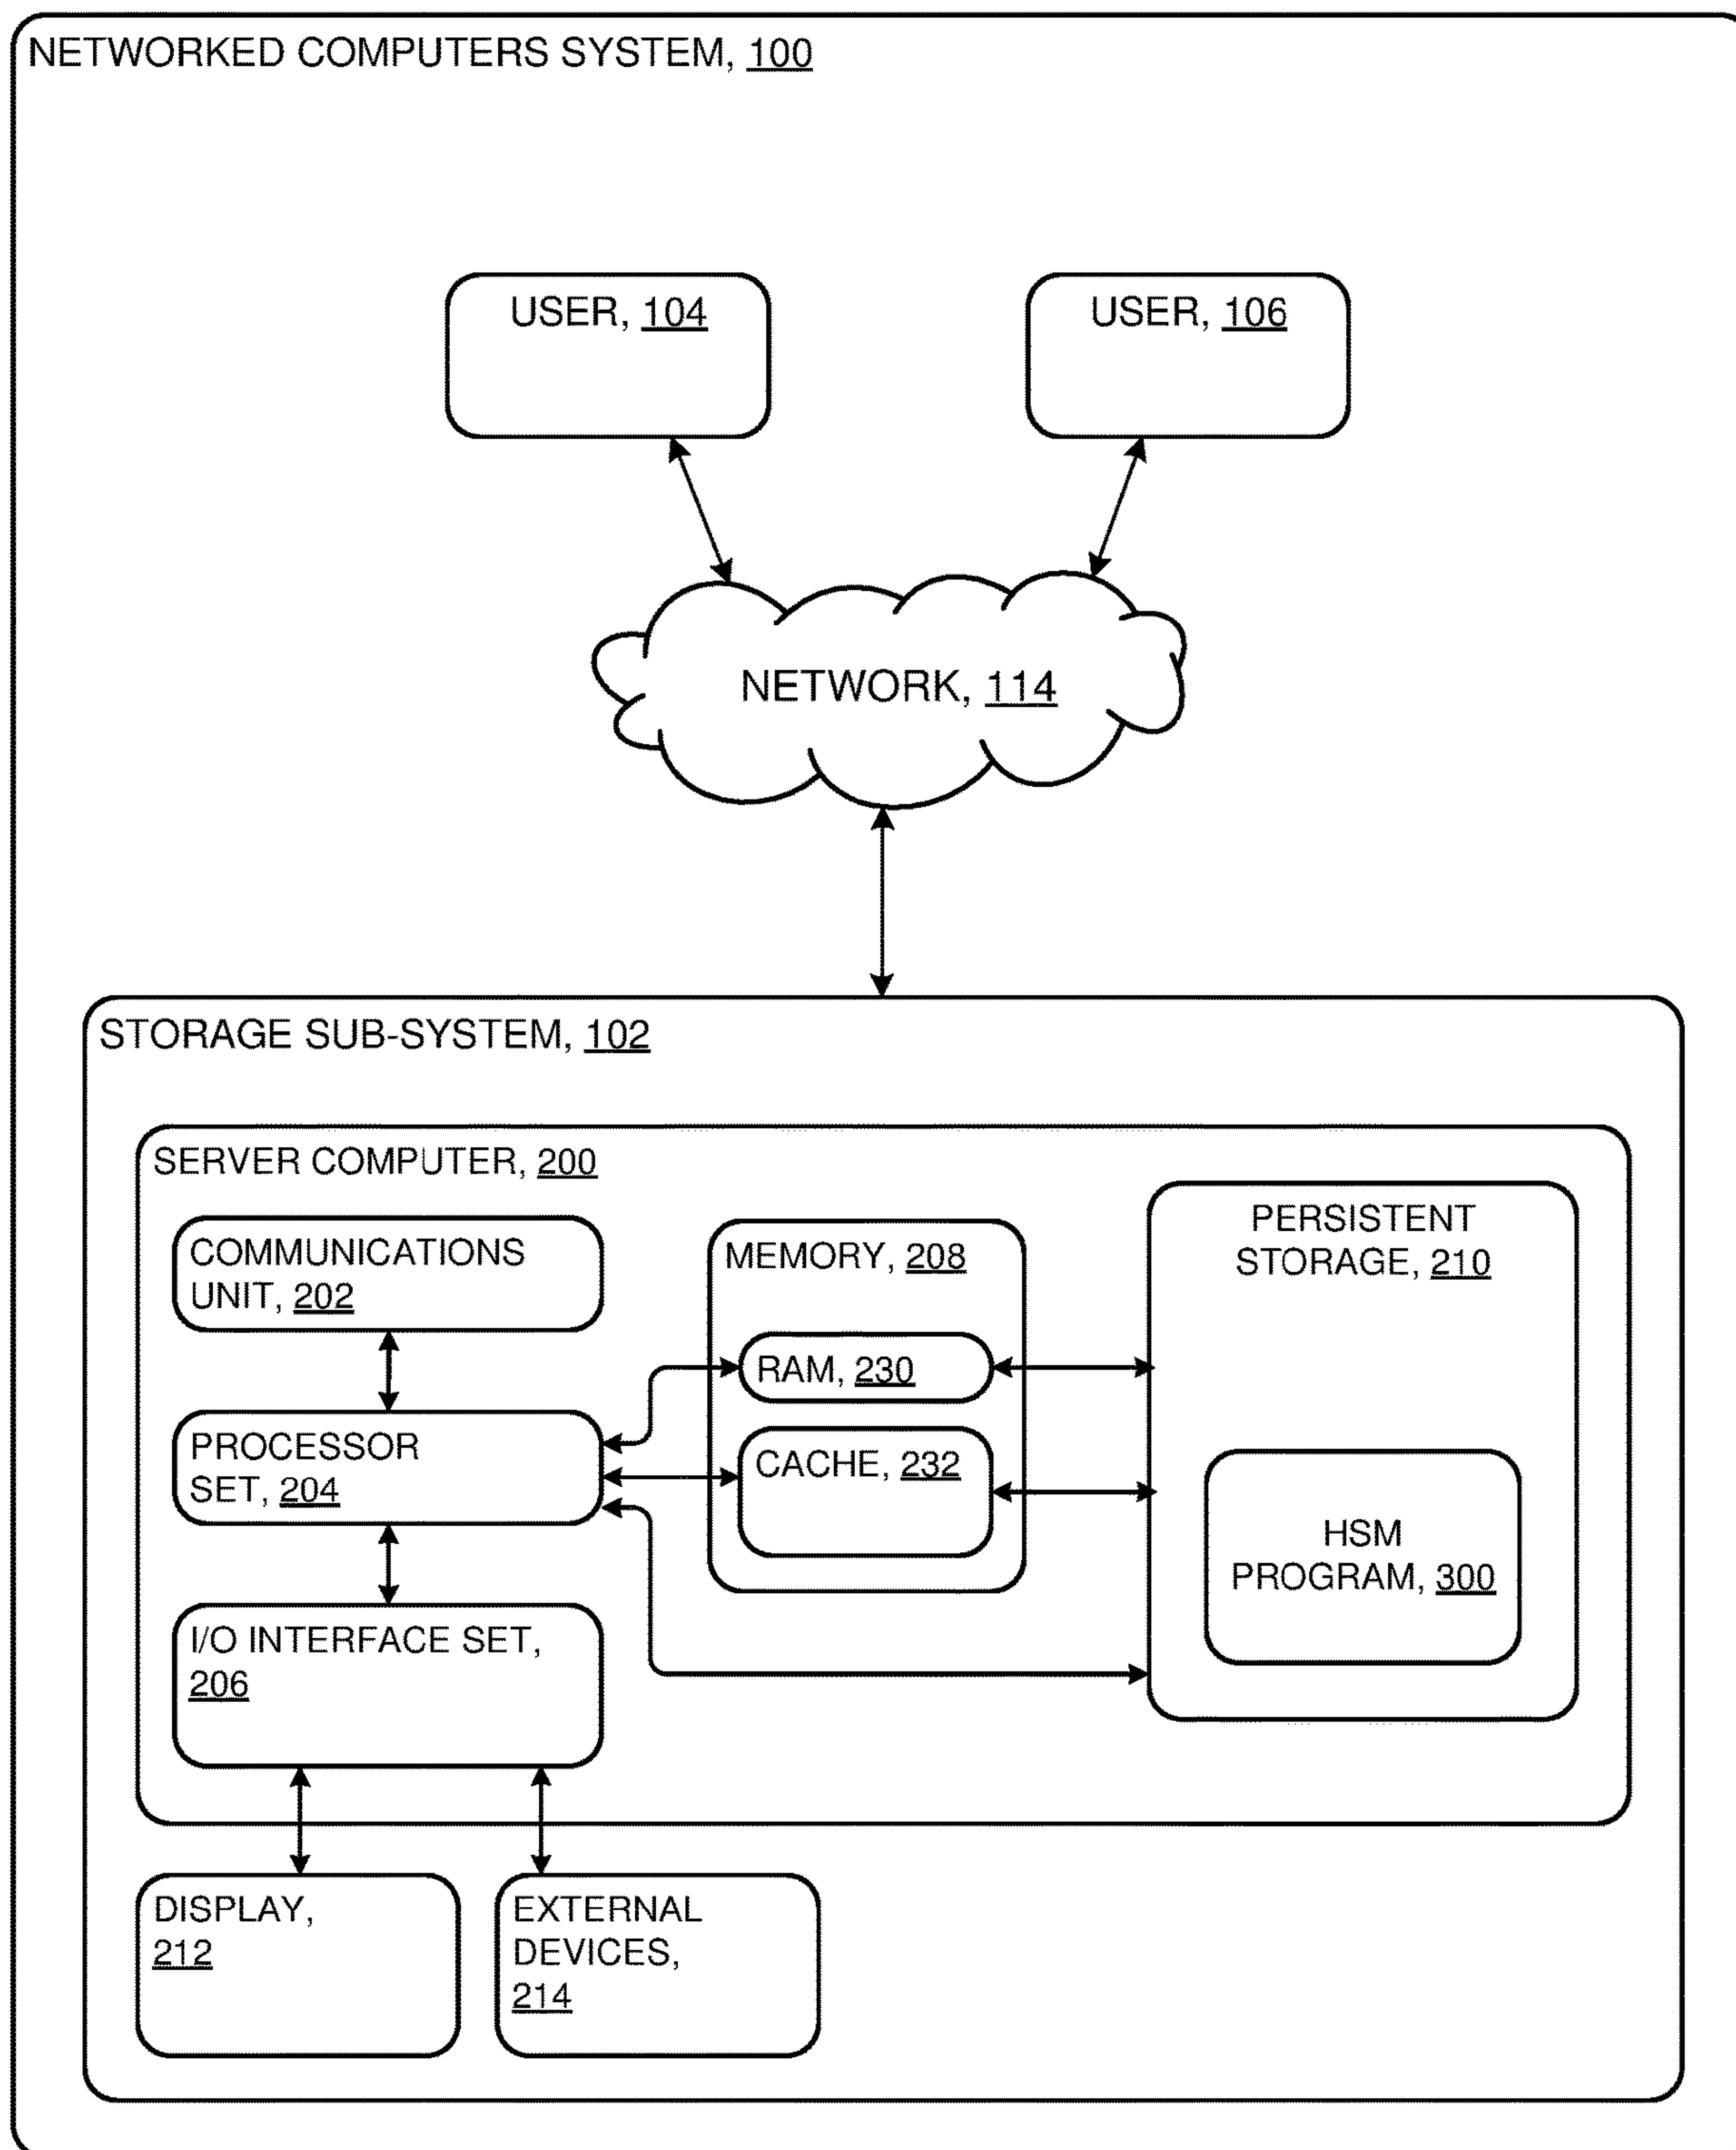 NETWORKED COMPUTERS SYSTEM, 100
USER, 104
USER, 106
NETWORK, 114
STORAGE SUB-SYSTEM, 102
SERVER COMPUTER, 200
COMMUNICATIONS
UNIT, 202
PROCESSOR
SET, 204
I/O INTERFACE SET,
206
MEMORY, 208
RAM, 230
CACHE, 232
PERSISTENT
STORAGE, 210
HSM
PROGRAM, 300
DISPLAY,
212
EXTERNAL
DEVICES,
214